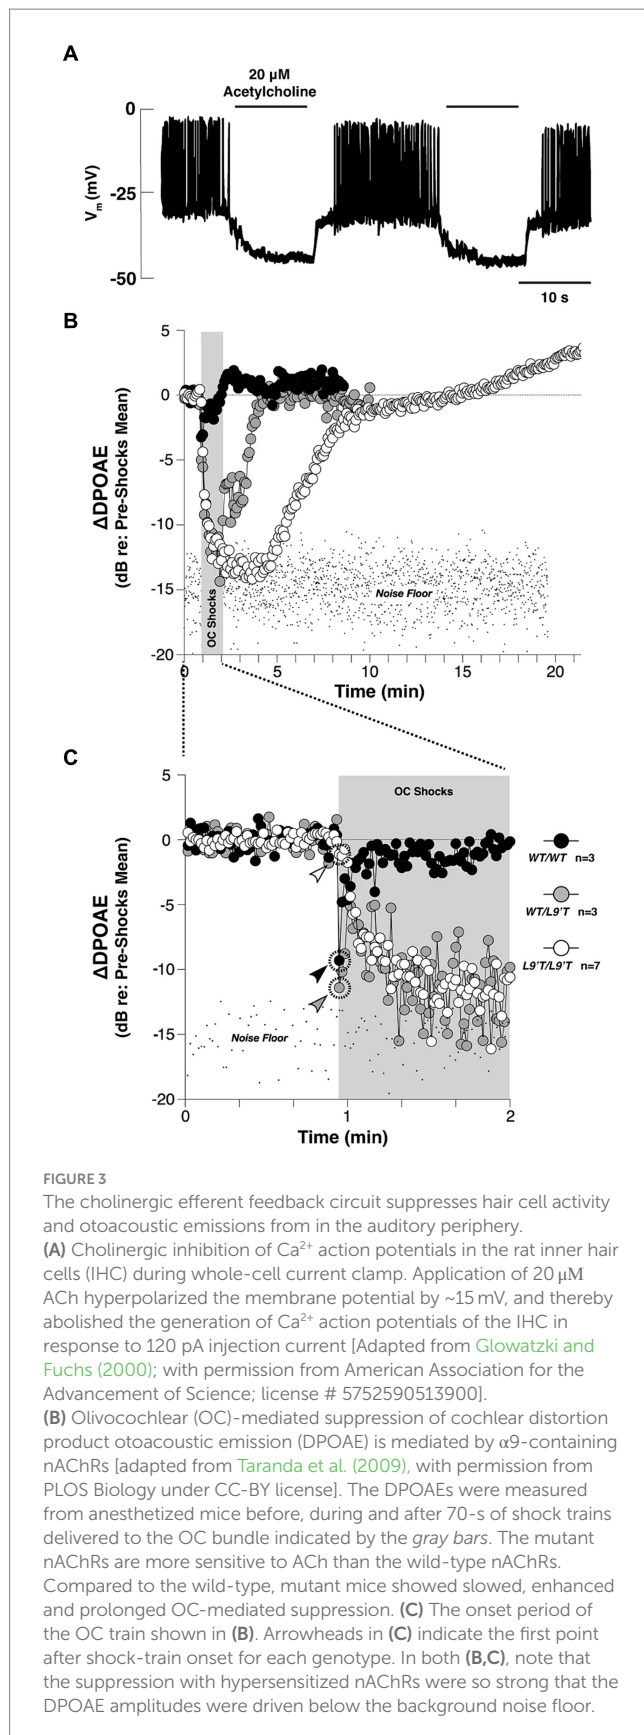 A
20 µM
Acetylcholine
0
-25
-50
Vm (mV)
10 s
B
5
0
-5
-10
-15
-20
ΔDPOAE
(dB re: Pre-Shocks Mean)
OC Shocks
Noise Floor
0 5 10 15 20
Time (min)
C
5
0
-5
-10
-15
-20
ΔDPOAE
(dB re: Pre-Shocks Mean)
OC Shocks
WT/WT n=3
WT/L9'T n=3
L9'T/L9'T n=7
Noise Floor
0 1 2
Time (min)
FIGURE 3
The cholinergic efferent feedback circuit suppresses hair cell activity
and otoacoustic emissions from in the auditory periphery.
(A) Cholinergic inhibition of Ca²⁺ action potentials in the rat inner hair
cells (IHC) during whole-cell current clamp. Application of 20 μM
ACh hyperpolarized the membrane potential by ~15 mV, and thereby
abolished the generation of Ca²⁺ action potentials of the IHC in
response to 120 pA injection current [Adapted from Glowatzki and
Fuchs (2000); with permission from American Association for the
Advancement of Science; license # 5752590513900].
(B) Olivocochlear (OC)-mediated suppression of cochlear distortion
product otoacoustic emission (DPOAE) is mediated by α9-containing
nAChRs [adapted from Taranda et al. (2009), with permission from
PLOS Biology under CC-BY license]. The DPOAEs were measured
from anesthetized mice before, during and after 70-s of shock trains
delivered to the OC bundle indicated by the gray bars. The mutant
nAChRs are more sensitive to ACh than the wild-type nAChRs.
Compared to the wild-type, mutant mice showed slowed, enhanced
and prolonged OC-mediated suppression. (C) The onset period of
the OC train shown in (B). Arrowheads in (C) indicate the first point
after shock-train onset for each genotype. In both (B,C), note that
the suppression with hypersensitized nAChRs were so strong that the
DPOAE amplitudes were driven below the background noise floor.